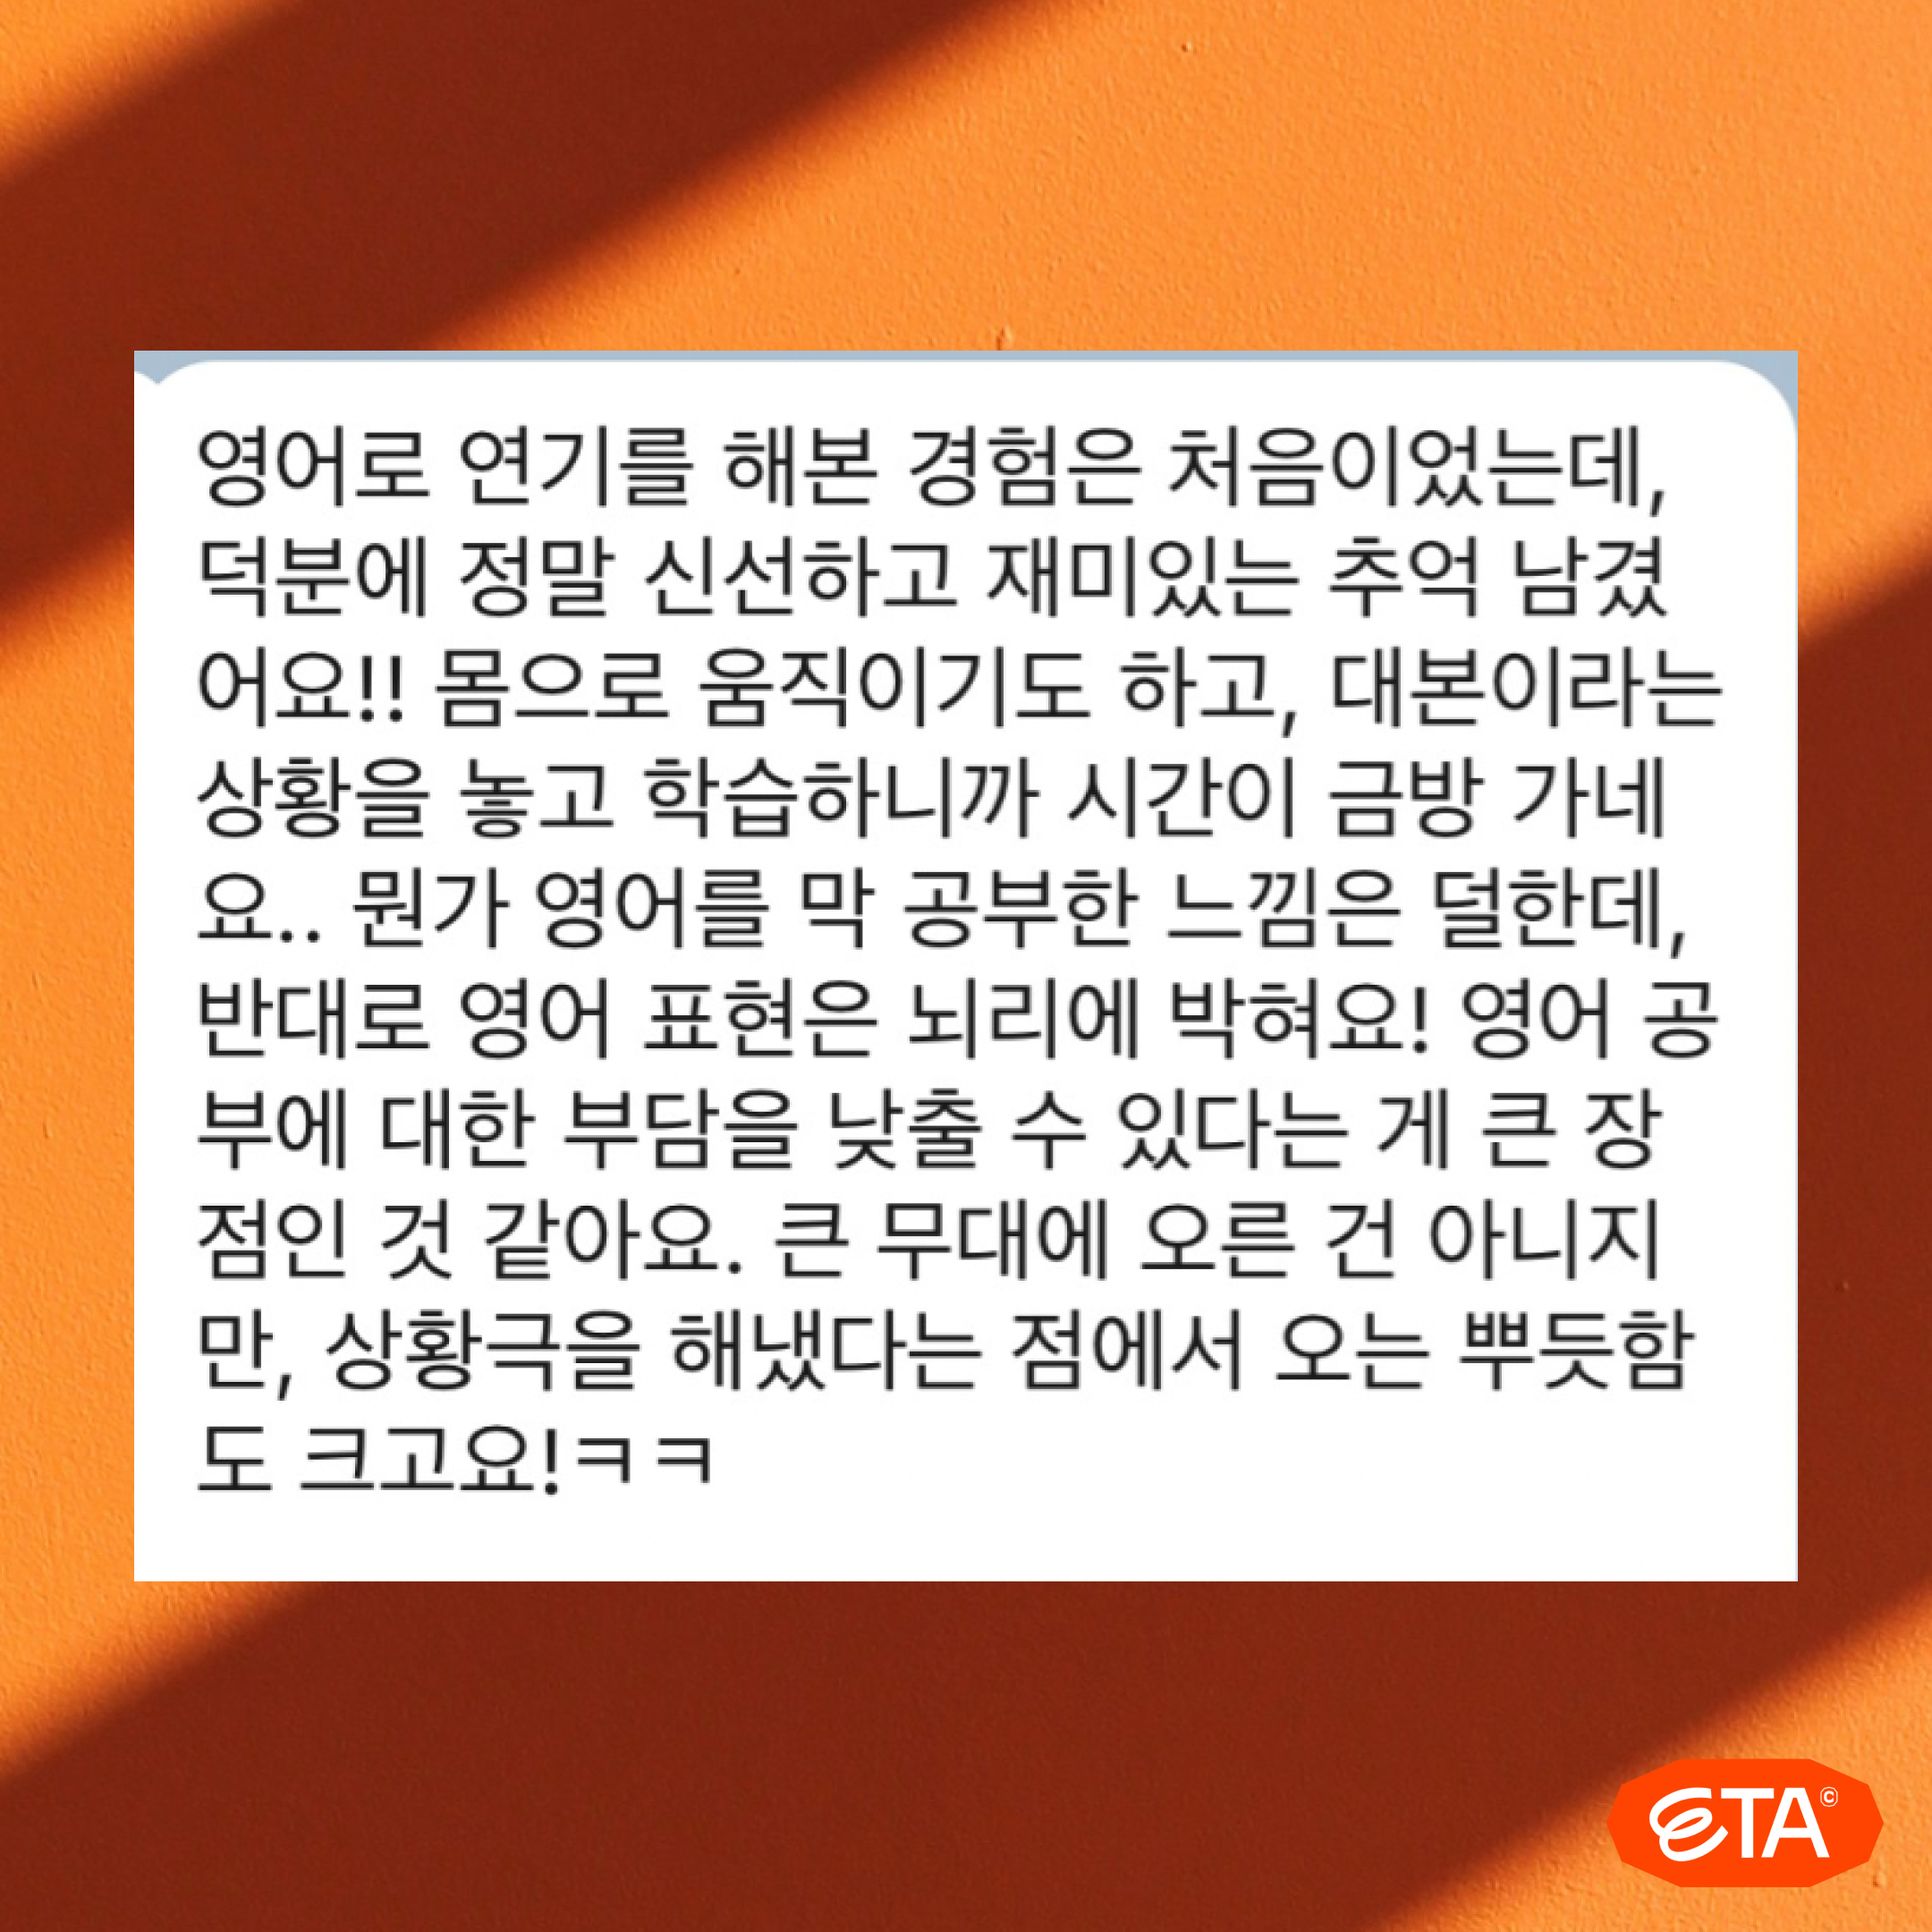 영어로 연기를 해본 경험은 처음이었는데,
덕분에 정말 신선하고 재미있는 추억 남겼
어요!! 몸으로 움직이기도 하고, 대본이라는
상황을 놓고 학습하니까 시간이 금방 가네
요.. 뭔가 영어를 막 공부한 느낌은 덜한데,
반대로 영어 표현은 뇌리에 박혀요! 영어 공
부에 대한 부담을 낮출 수 있다는 게 큰 장
점인 것 같아요. 큰 무대에 오른 건 아니지
만, 상황극을 해냈다는 점에서 오는 뿌듯함
도 크고요!ㅋㅋ
ETA©